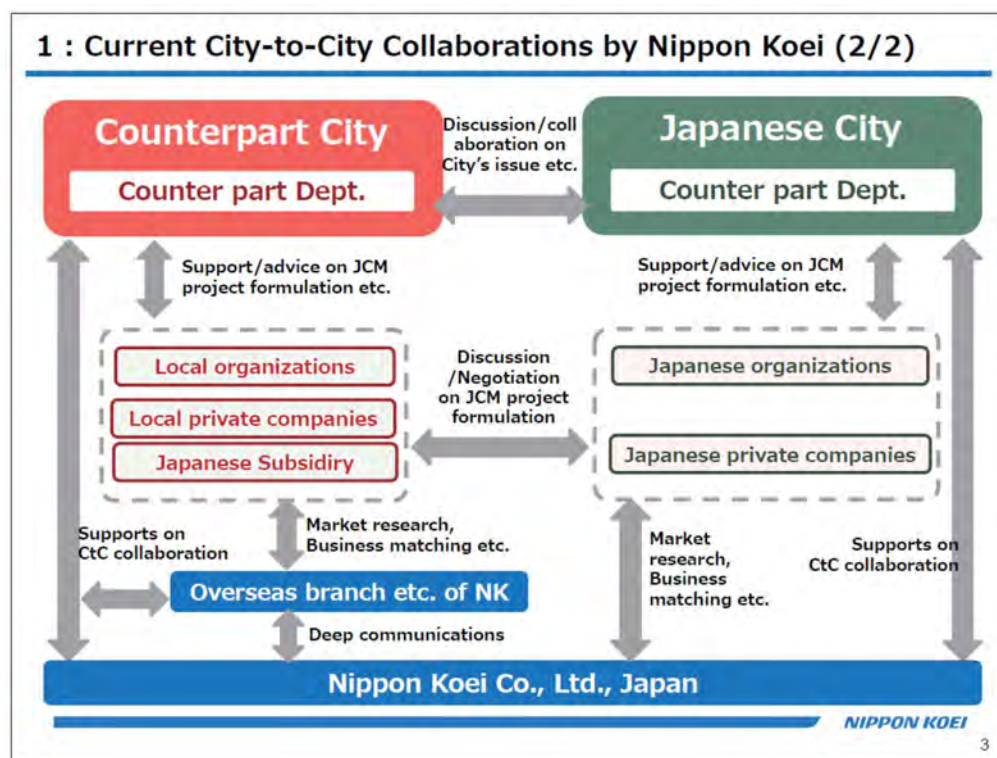 1 : Current City-to-City Collaborations by Nippon Koei (2/2)
Counterpart City
Counter part Dept.
Discussion/coll
aboration on
City's issue etc.
Japanese City
Counter part Dept.
Support/advice on JCM
project formulation etc.
Support/advice on JCM
project formulation etc.
Local organizations
Local private companies
Japanese Subsidiry
Discussion
/Negotiation
on JCM project
formulation
Japanese organizations
Japanese private companies
Supports on
CtC collaboration
Market research,
Business matching etc.
Market
research,
Business
matching etc.
Supports on
CtC collaboration
Overseas branch etc. of NK
Deep communications
Nippon Koei Co., Ltd., Japan
NIPPON KOEI
3